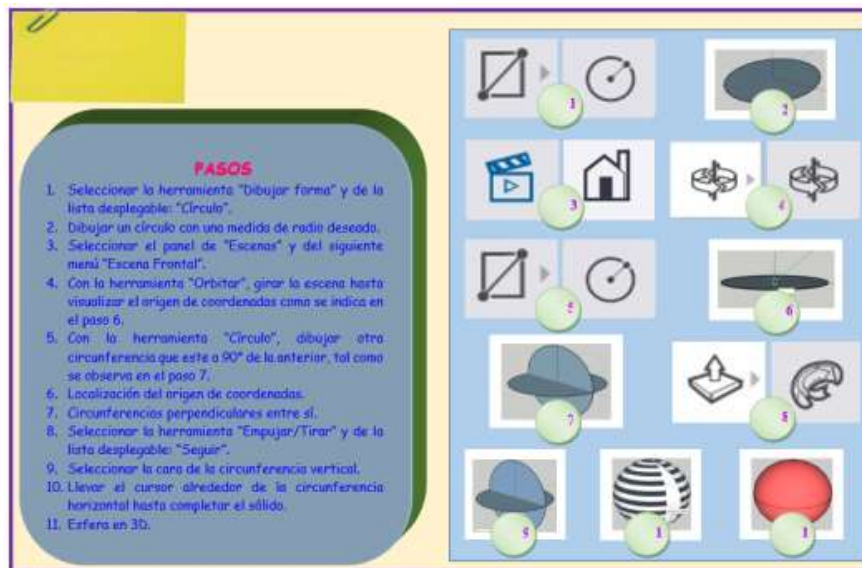 PASOS
1. Seleccionar la herramienta "Dibujar forma" y de la
lista desplegable: "Círculo".
2. Dibujar un círculo con una medida de radio deseado.
3. Seleccionar el panel de "Escenas" y del siguiente
menú "Escena Frontal".
4. Con la herramienta "Orbitar", girar la escena hasta
visualizar el origen de coordenadas como se indica en
el paso 6.
5. Con la herramienta "Círculo", dibujar otra
circunferencia que este a 90° de la anterior, tal como
se observa en el paso 7.
6. Localización del origen de coordenadas.
7. Circunferencias perpendiculares entre sí.
8. Seleccionar la herramienta "Empujar/Tirar" y de la
lista desplegable: "Seguir".
9. Seleccionar la cara de la circunferencia vertical.
10. Llevar el cursor alrededor de la circunferencia
horizontal hasta completar el sólido.
11. Esfera en 3D.
1
2
3
4
5
6
7
8
9
1
1